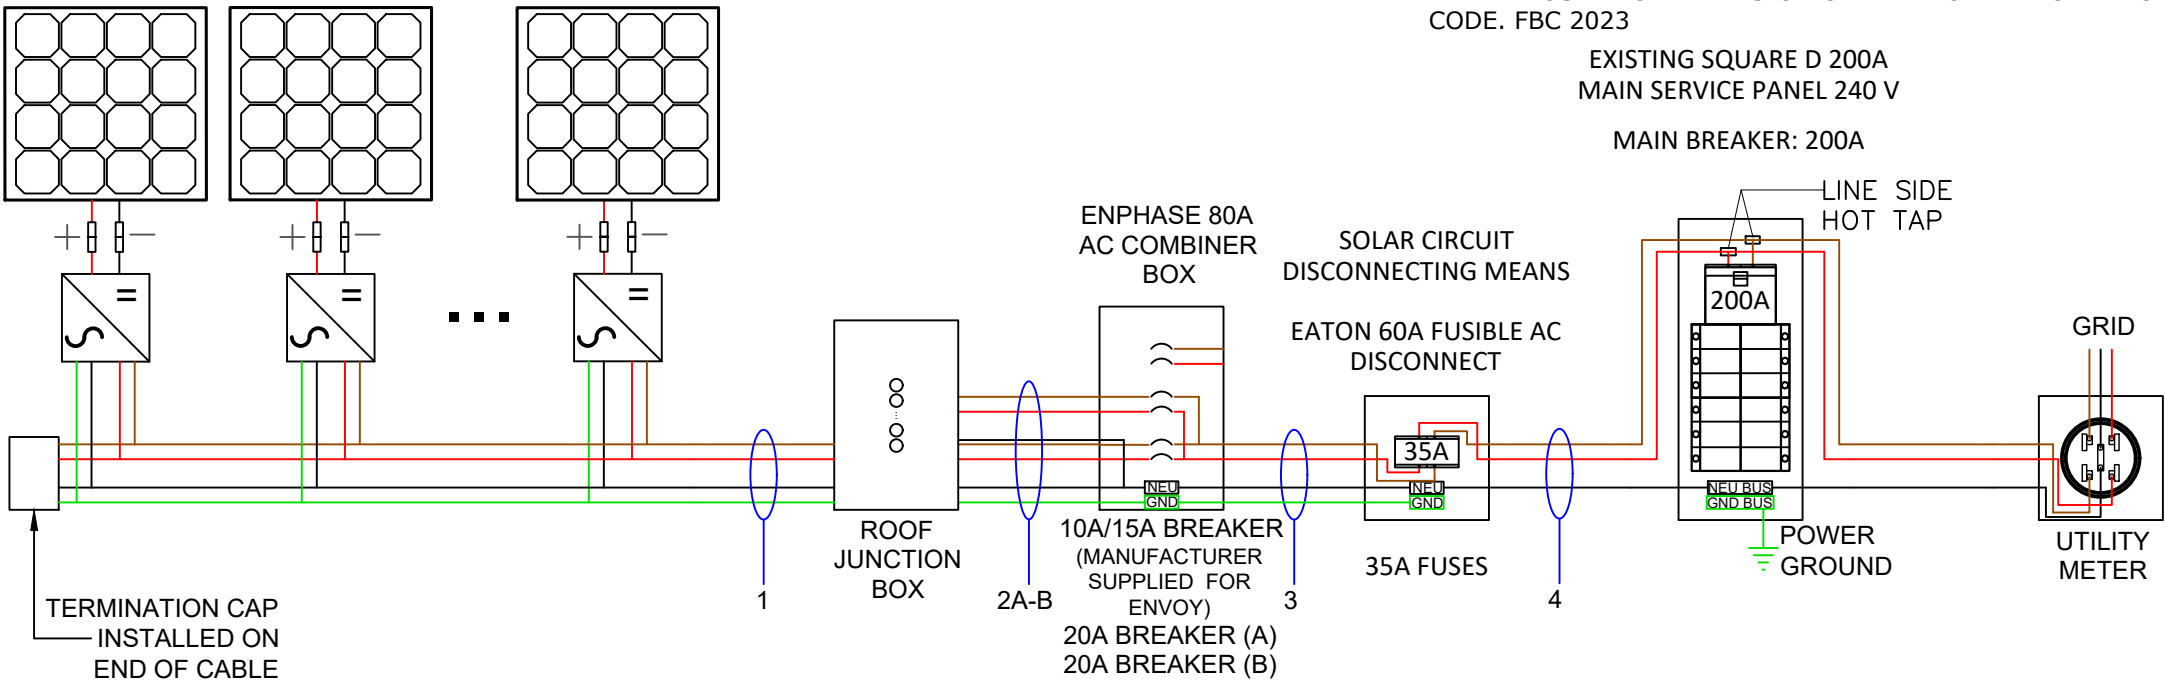 CODE. FBC 2023
EXISTING SQUARE D 200A
MAIN SERVICE PANEL 240 V
MAIN BREAKER: 200A
LINE SIDE
HOT TAP
ENPHASE 80A
AC COMBINER
BOX
SOLAR CIRCUIT
DISCONNECTING MEANS
EATON 60A FUSIBLE AC
DISCONNECT
200A
GRID
35A
NEU
GND
NEU
GND
NEU BUS
GND BUS
ROOF
JUNCTION
BOX
10A/15A BREAKER
(MANUFACTURER
SUPPLIED FOR
ENVOY)
20A BREAKER (A)
20A BREAKER (B)
35A FUSES
POWER
GROUND
UTILITY
METER
1
2A-B
3
4
TERMINATION CAP
INSTALLED ON
END OF CABLE